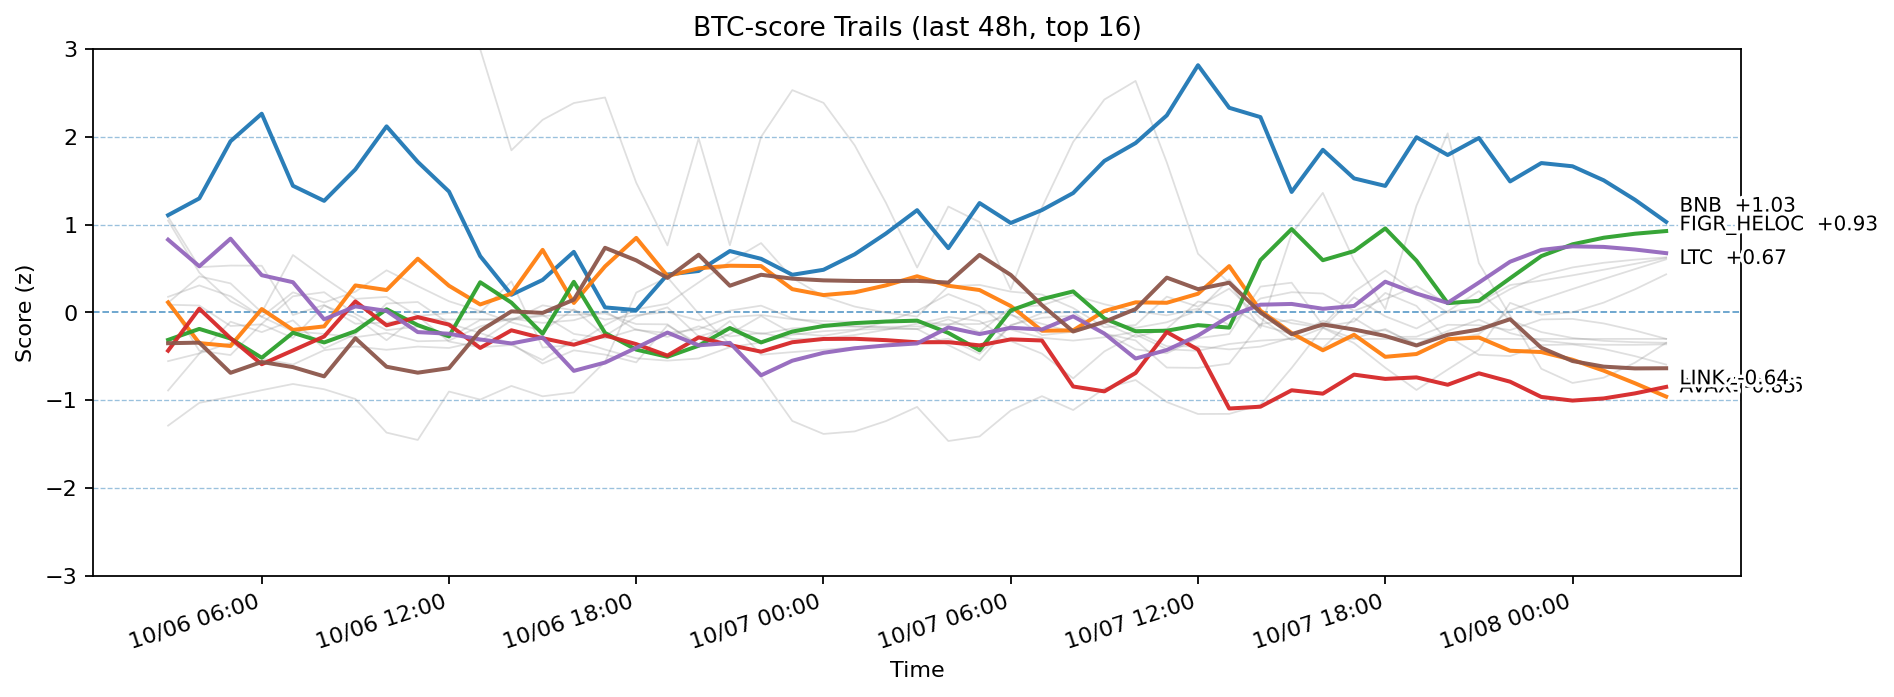 BTC-score Trails (last 48h, top 16)
Score (z)
3
2
1
0
−1
−2
−3
BNB +1.03
FIGR_HELOC +0.93
LTC +0.67
LINK -0.64
10/06 06:00
10/06 12:00
10/06 18:00
10/07 00:00
10/07 06:00
10/07 12:00
10/07 18:00
10/08 00:00
Time